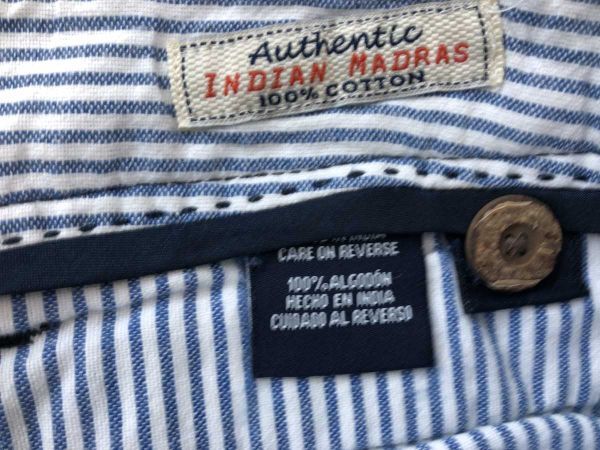 Authentic
INDIAN MADRAS
100% COTTON
CARE ON REVERSE
100% ALGODÓN
HECHO EN INDIA
CUIDADO AL REVERSO